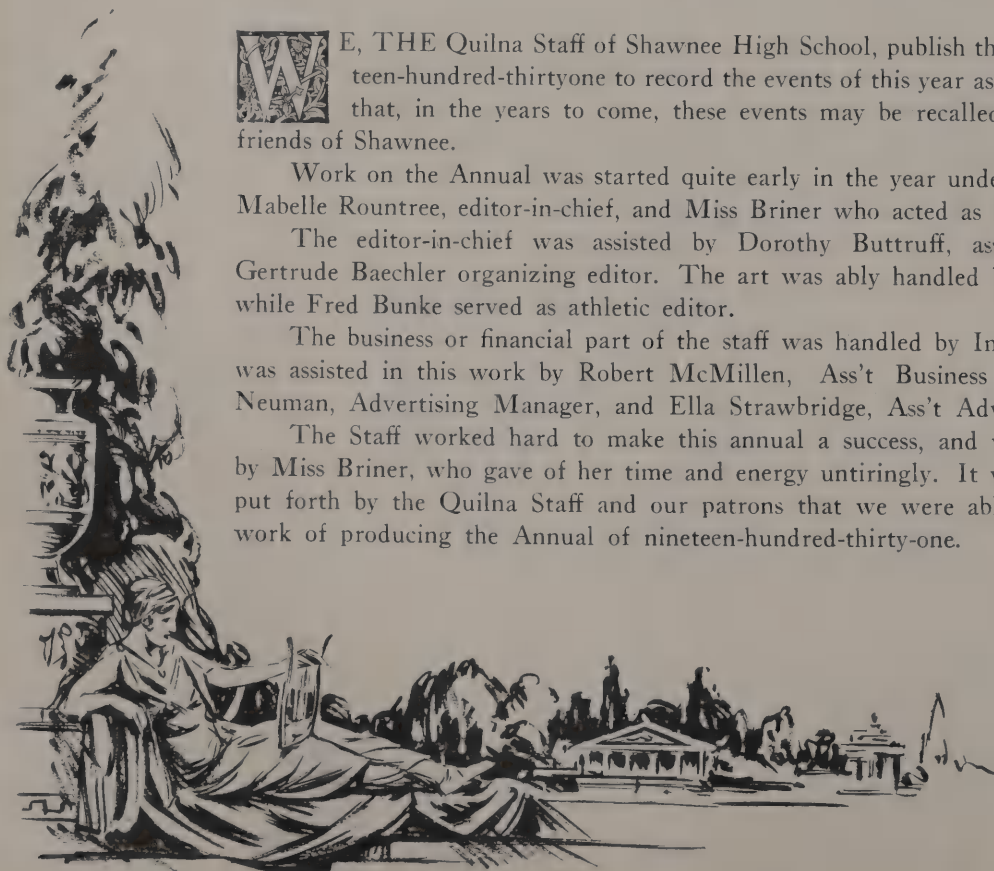 WE, THE Quilna Staff of Shawnee High School, publish
teen-hundred-thirtyone to record the events of this year as
that, in the years to come, these events may be recalled
friends of Shawnee.
Work on the Annual was started quite early in the year
Mabelle Rountree, editor-in-chief, and Miss Briner who acted as
The editor-in-chief was assisted by Dorothy Buttruff,
Gertrude Baechler organizing editor. The art was ably handled
while Fred Bunke served as athletic editor.
The business or financial part of the staff was handled by
was assisted in this work by Robert McMillen, Ass't Business
Neuman, Advertising Manager, and Ella Strawbridge, Ass't
The Staff worked hard to make this annual a success, and
by Miss Briner, who gave of her time and energy untiringly. It
put forth by the Quilna Staff and our patrons that we were
work of producing the Annual of nineteen-hundred-thirty-one.